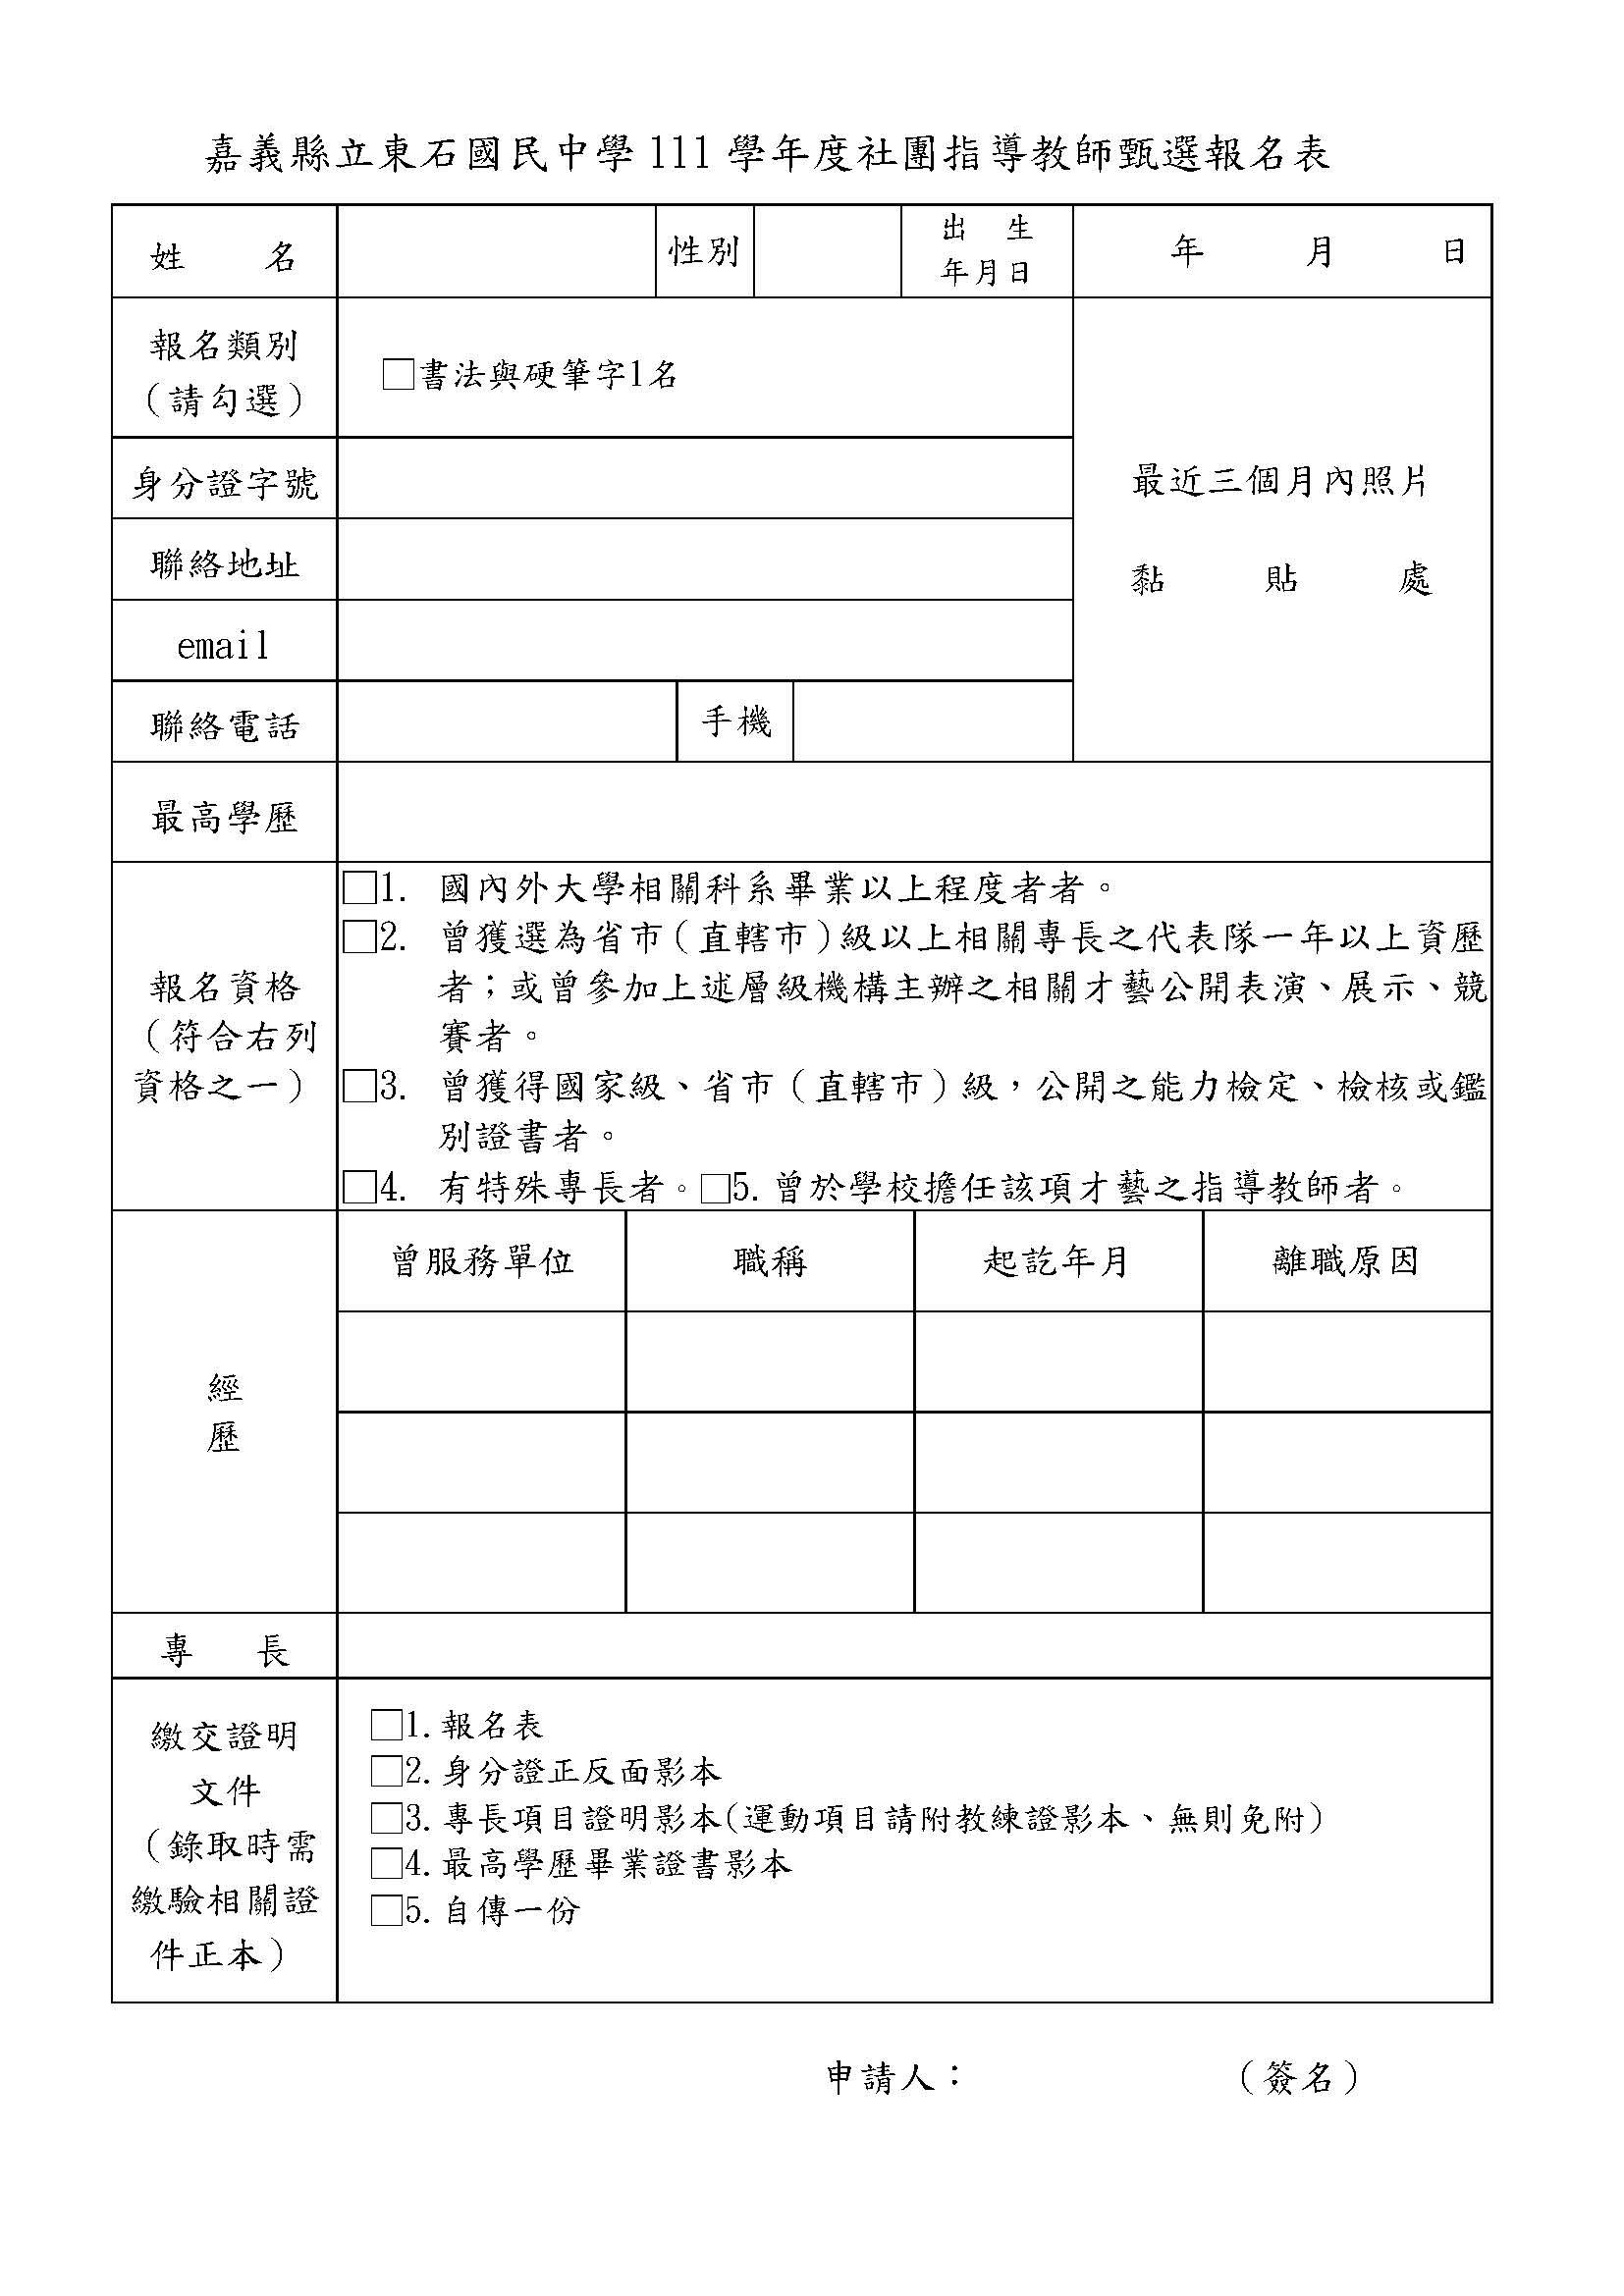 嘉義縣立東石國民中學 111 學年度社團指導教師甄選報名表
姓 名
性別
出 生
年月日
年 月 日
報名類別
（請勾選）
□書法與硬筆字1名
最近三個月內照片
黏 貼 處
身分證字號
聯絡地址
email
聯絡電話
手機
最高學歷
報名資格
（符合右列
資格之一）
□1. 國內外大學相關科系畢業以上程度者者。
□2. 曾獲選為省市（直轄市）級以上相關專長之代表隊一年以上資歷
者；或曾參加上述層級機構主辦之相關才藝公開表演、展示、競
賽者。
□3. 曾獲得國家級、省市（直轄市）級，公開之能力檢定、檢核或鑑
別證書者。
□4. 有特殊專長者。□5. 曾於學校擔任該項才藝之指導教師者。
經
歷
曾服務單位
職稱
起訖年月
離職原因
專 長
繳交證明
文件
（錄取時需
繳驗相關證
件正本）
□1. 報名表
□2. 身分證正反面影本
□3. 專長項目證明影本(運動項目請附教練證影本、無則免附)
□4. 最高學歷畢業證書影本
□5. 自傳一份
申請人： （簽名）